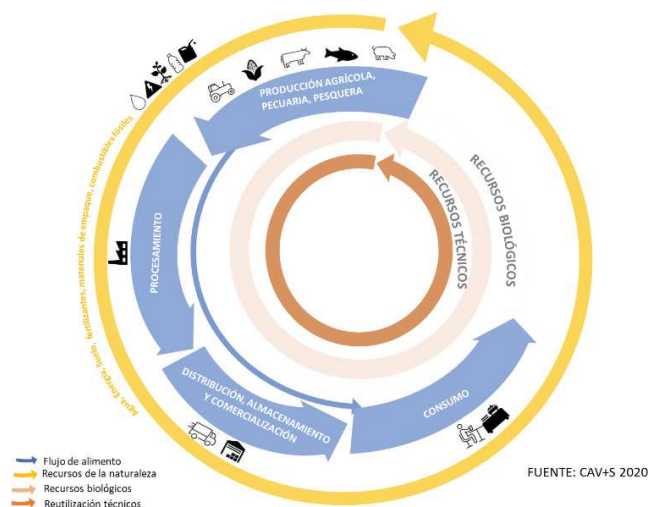 PRODUCCIÓN AGRÍCOLA,
PECUARIA, PESQUERA
PROCESAMIENTO
DISTRIBUCIÓN, ALMACENAMIENTO
Y COMERCIALIZACIÓN
CONSUMO
RECURSOS TÉCNICOS
RECURSOS BIOLÓGICOS
Agua, Energía, Suelo, fertilizantes, materiales de empaque, combustibles fósiles
Flujo de alimento
Recursos de la naturaleza
Recursos biológicos
Reutilización técnicos
FUENTE: CAV+S 2020